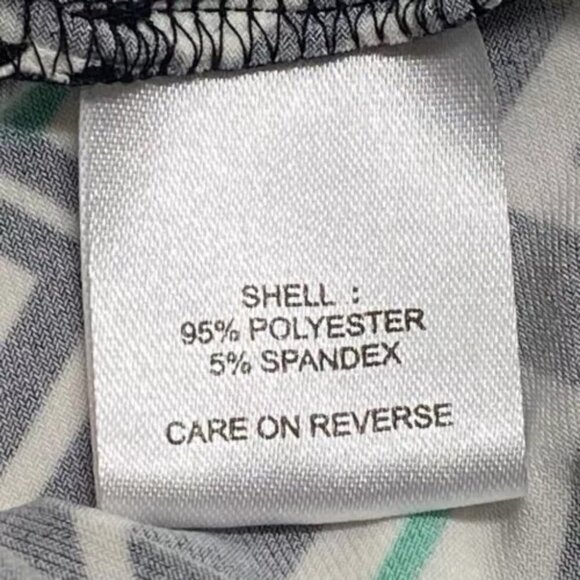 SHELL :
95% POLYESTER
5% SPANDEX
CARE ON REVERSE